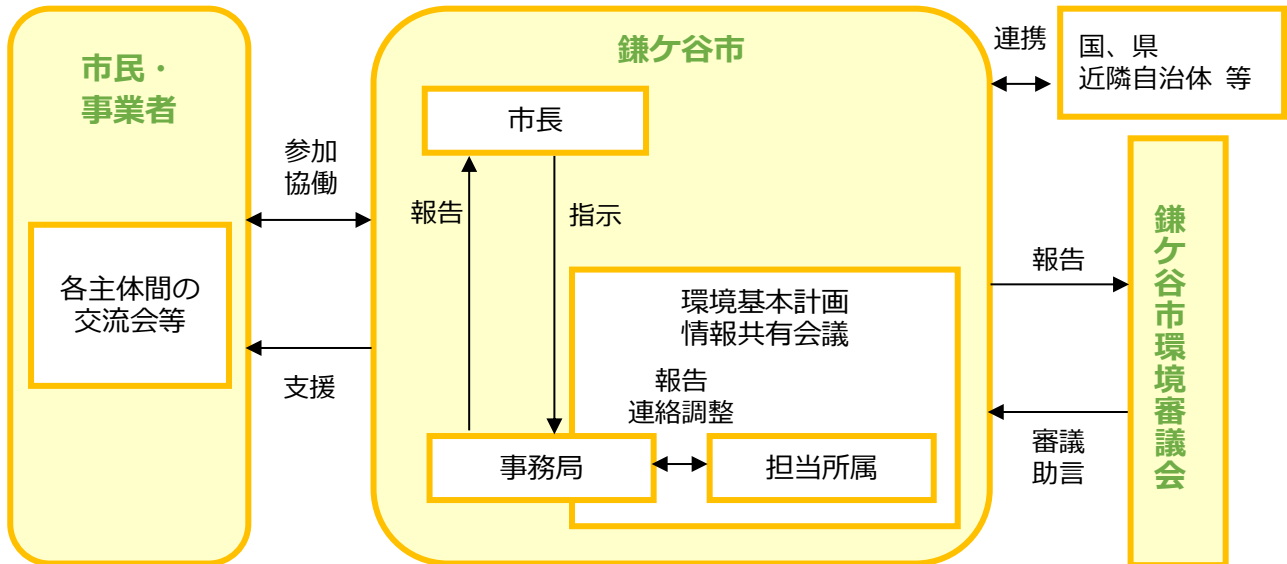 市民・
事業者
各主体間の
交流会等
参加
協働
支援
鎌ケ谷市
市長
報告
指示
環境基本計画
情報共有会議
報告
連絡調整
事務局
担当所属
連携
国、県
近隣自治体 等
報告
審議
助言
鎌ケ谷市環境審議会